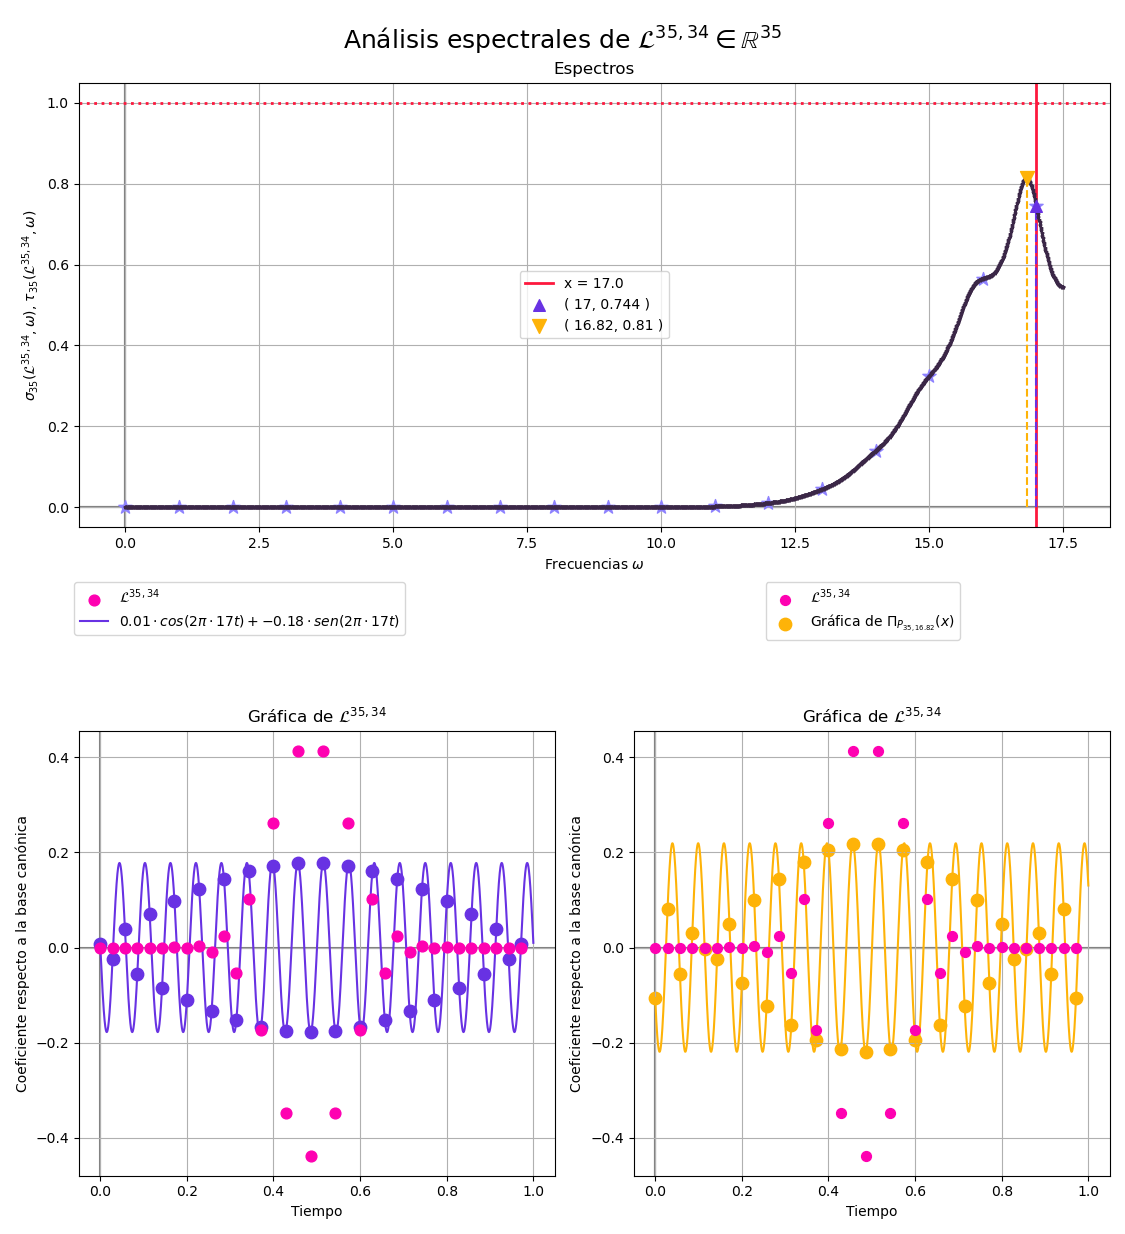 Análisis espectrales de ℒ^{35,34} ∈ ℝ^{35}
Espectros
1.0
0.8
0.6
0.4
0.2
0.0
σ_{35}(ℒ^{35,34}, ω), τ_{35}(ℒ^{35,34}, ω)
x = 17.0
( 17, 0.744 )
( 16.82, 0.81 )
0.0 2.5 5.0 7.5 10.0 12.5 15.0 17.5
Frecuencias ω
ℒ^{35,34}
0.01 · cos(2π · 17t) + −0.18 · sen(2π · 17t)
ℒ^{35,34}
Gráfica de Π_{P_{35,16.82}}(x)
Gráfica de ℒ^{35,34}
0.4
0.2
0.0
−0.2
−0.4
Coeficiente respecto a la base canónica
0.0 0.2 0.4 0.6 0.8 1.0
Tiempo
Gráfica de ℒ^{35,34}
0.4
0.2
0.0
−0.2
−0.4
Coeficiente respecto a la base canónica
0.0 0.2 0.4 0.6 0.8 1.0
Tiempo